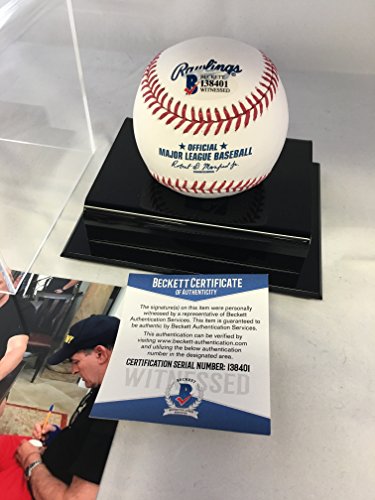 Rawlings
BECKETT
138401
WITNESSED
OFFICIAL
MAJOR LEAGUE BASEBALL
Robert D. Manfred Jr.
BECKETT CERTIFICATE
OF AUTHENTICITY
The signature(s) on this item were personally
witnessed by a representative of Beckett
Authentication Services. This item is guaranteed
to be authentic by Beckett Authentication Services.
This authentication can be verified by
visiting www.beckett-authentication.com
and utilizing the below authentication
number in the designated area.
CERTIFICATION SERIAL NUMBER: 138401
WITNESSED
BECKETT